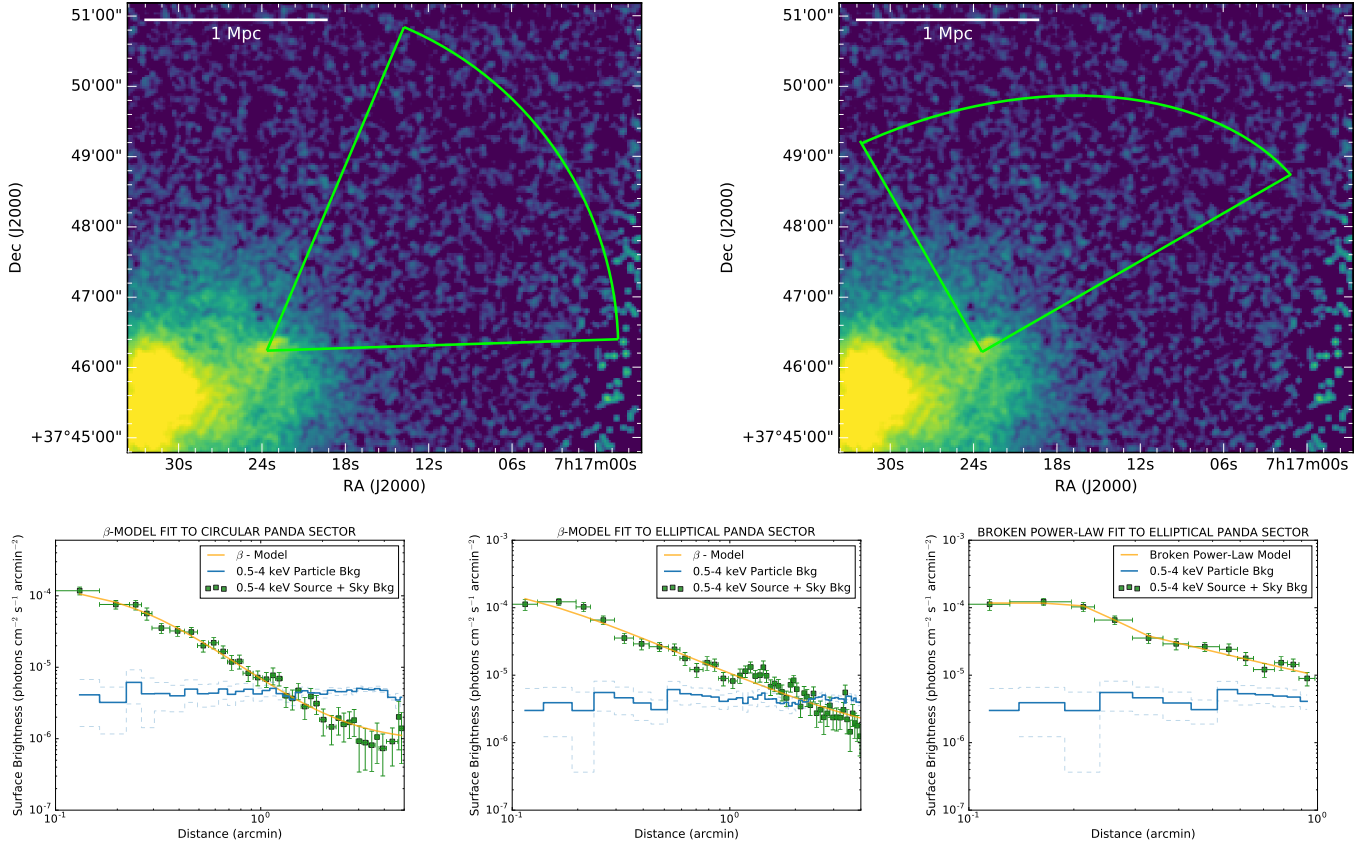 51'00"
1 Mpc
50'00"
49'00"
48'00"
47'00"
46'00"
+37°45'00"
30s 24s 18s 12s 06s 7h17m00s
RA (J2000)
Dec (J2000)
51'00"
1 Mpc
50'00"
49'00"
48'00"
47'00"
46'00"
+37°45'00"
30s 24s 18s 12s 06s 7h17m00s
RA (J2000)
Dec (J2000)
β-MODEL FIT TO CIRCULAR PANDA SECTOR
β - Model
0.5-4 keV Particle Bkg
0.5-4 keV Source + Sky Bkg
10⁻⁴
10⁻⁵
10⁻⁶
10⁻⁷
10⁻¹ 10⁰
Distance (arcmin)
Surface Brightness (photons cm⁻² s⁻¹ arcmin⁻²)
β-MODEL FIT TO ELLIPTICAL PANDA SECTOR
β - Model
0.5-4 keV Particle Bkg
0.5-4 keV Source + Sky Bkg
10⁻³
10⁻⁴
10⁻⁵
10⁻⁶
10⁻⁷
10⁻¹ 10⁰
Distance (arcmin)
Surface Brightness (photons cm⁻² s⁻¹ arcmin⁻²)
BROKEN POWER-LAW FIT TO ELLIPTICAL PANDA SECTOR
Broken Power-Law Model
0.5-4 keV Particle Bkg
0.5-4 keV Source + Sky Bkg
10⁻³
10⁻⁴
10⁻⁵
10⁻⁶
10⁻⁷
10⁻¹ 10⁰
Distance (arcmin)
Surface Brightness (photons cm⁻² s⁻¹ arcmin⁻²)